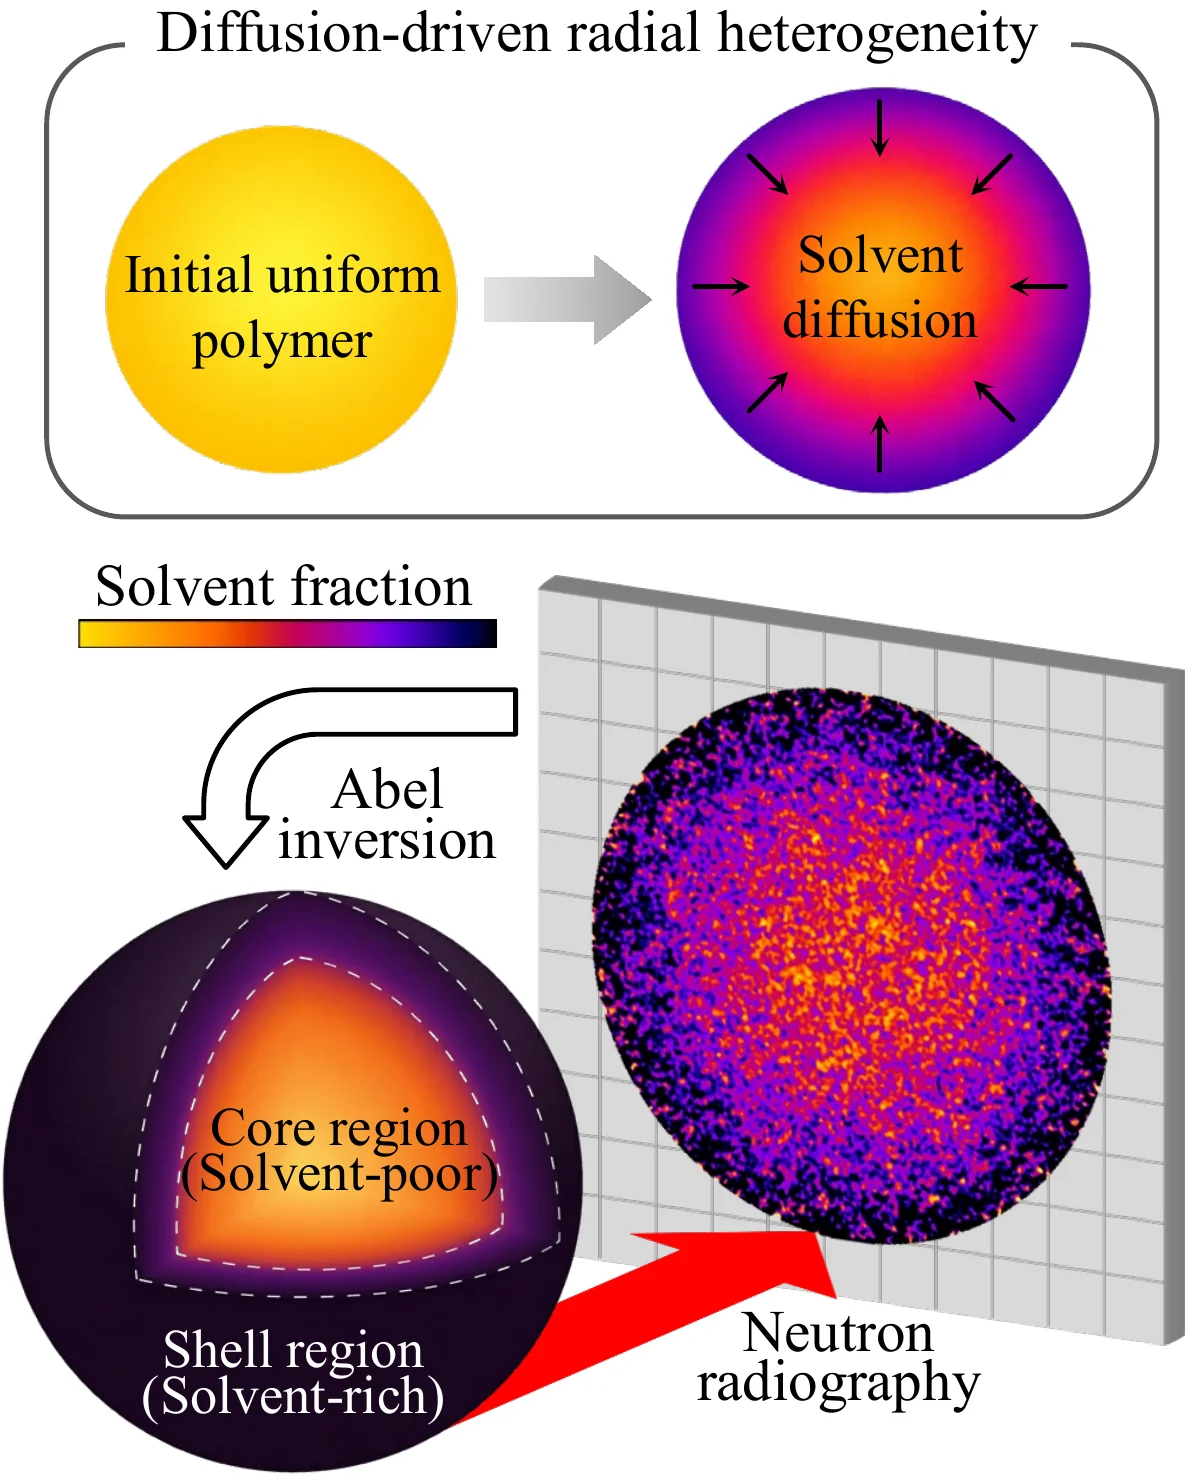 Diffusion-driven radial heterogeneity
Initial uniform
polymer
Solvent
diffusion
Solvent fraction
Abel
inversion
Core region
(Solvent-poor)
Shell region
(Solvent-rich)
Neutron
radiography